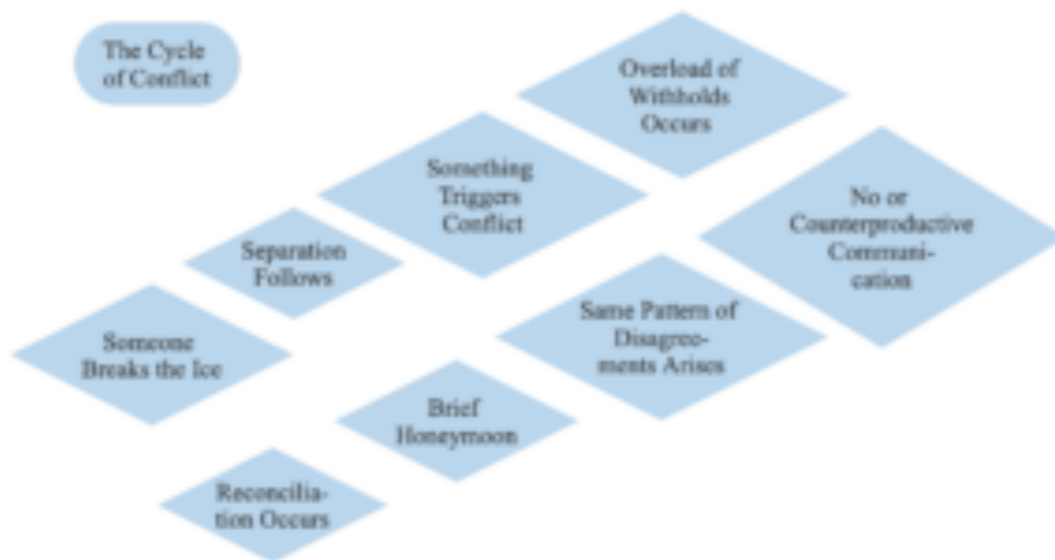 The Cycle
of Conflict
Overload of
Withholds
Occurs
Something
Triggers
Conflict
No or
Counterproductive
Communi-
cation
Separation
Follows
Same Pattern of
Disagree-
ments Arises
Someone
Breaks the Ice
Brief
Honeymoon
Reconcilia-
tion Occurs